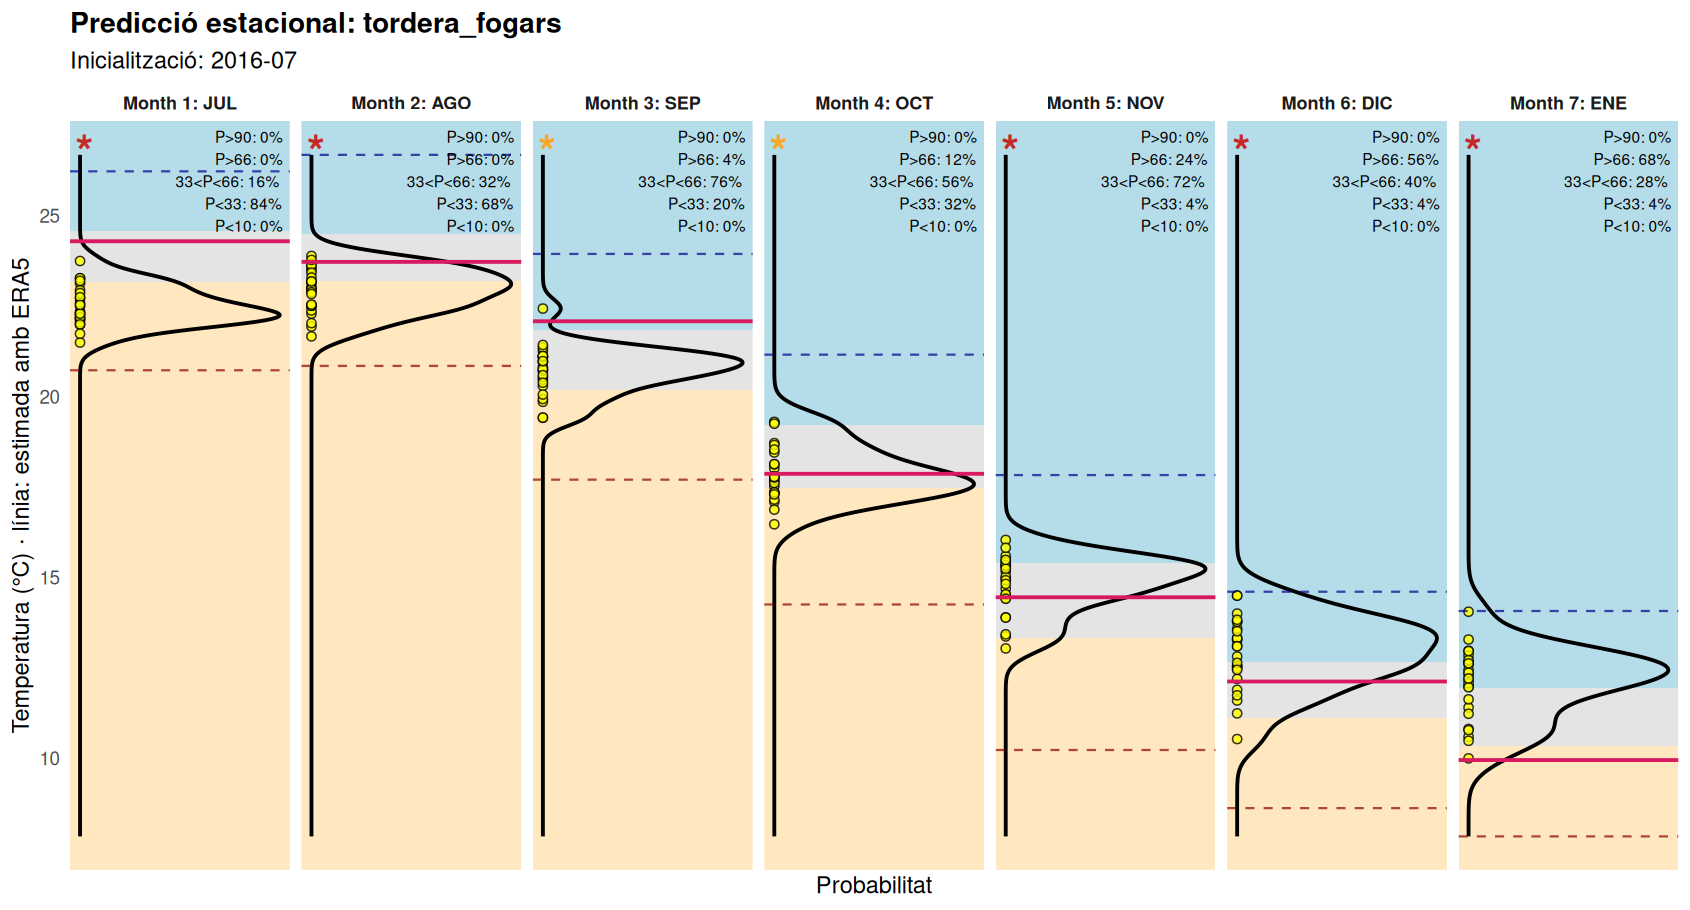 Predicció estacional: tordera_fogars
Inicialització: 2016-07
Month 1: JUL
Month 2: AGO
Month 3: SEP
Month 4: OCT
Month 5: NOV
Month 6: DIC
Month 7: ENE
*
P>90: 0%
P>66: 0%
33<P<66: 16%
P<33: 84%
P<10: 0%
*
P>90: 0%
P>66: 0%
33<P<66: 32%
P<33: 68%
P<10: 0%
*
P>90: 0%
P>66: 4%
33<P<66: 76%
P<33: 20%
P<10: 0%
*
P>90: 0%
P>66: 12%
33<P<66: 56%
P<33: 32%
P<10: 0%
*
P>90: 0%
P>66: 24%
33<P<66: 72%
P<33: 4%
P<10: 0%
*
P>90: 0%
P>66: 56%
33<P<66: 40%
P<33: 4%
P<10: 0%
*
P>90: 0%
P>66: 68%
33<P<66: 28%
P<33: 4%
P<10: 0%
25
20
15
10
Temperatura (°C) · línia: estimada amb ERA5
Probabilitat